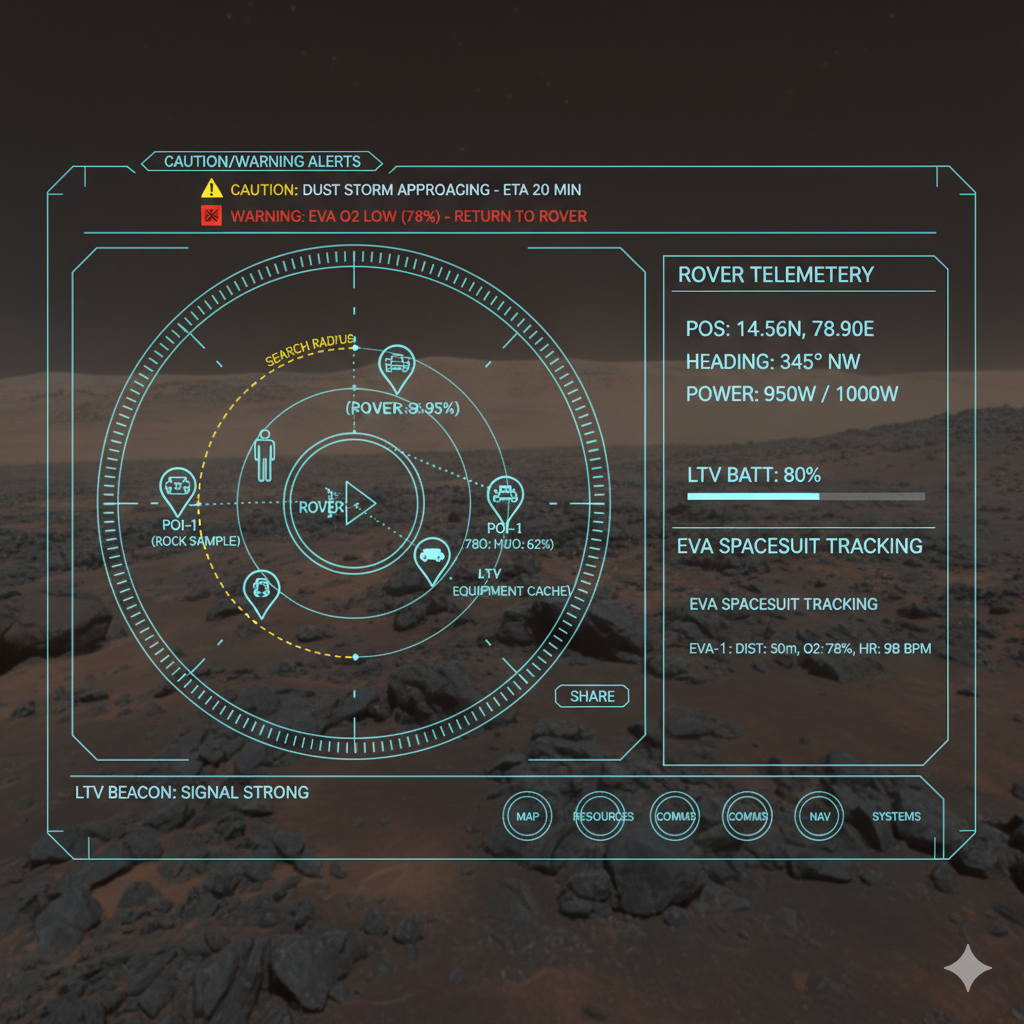 CAUTION/WARNING ALERTS
CAUTION: DUST STORM APPROACING - ETA 20 MIN
WARNING: EVA O2 LOW (78%) - RETURN TO ROVER
SEARCH RADIUS
(ROVER 9.95%)
ROVER
POI-1
(ROCK SAMPLE)
POI-1
62%)
LTV
EQUIPMENT CACHE)
SHARE
ROVER TELEMETERY
POS: 14.56N, 78.90E
HEADING: 345° NW
POWER: 950W / 1000W
LTV BATT: 80%
EVA SPACESUIT TRACKING
EVA SPACESUIT TRACKING
EVA-1: DIST: 50m, O2: 78%, HR: 98 BPM
LTV BEACON: SIGNAL STRONG
MAP
RESOURCES
COMMS
COMMS
NAV
SYSTEMS